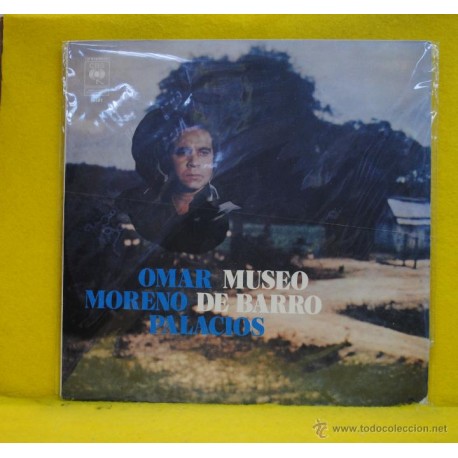 OMAR MUSEO
MORENO DE BARRO
PALACIOS
www.todocoleccion.net